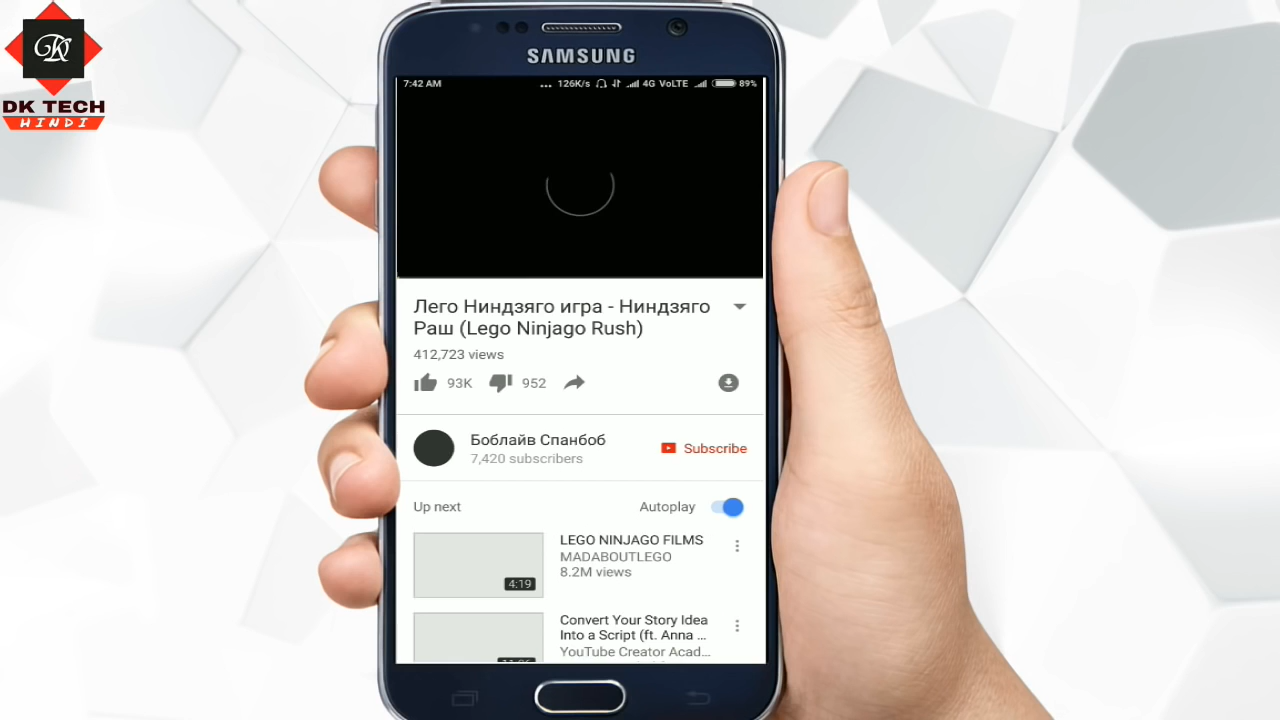 DK TECH
HINDI
SAMSUNG
7:42 AM ... 126K/s 4G VoLTE 89%
Лего Ниндзяго игра - Ниндзяго
Раш (Lego Ninjago Rush)
412,723 views
93K 952
Боблайв Спанбоб
7,420 subscribers
Subscribe
Up next Autoplay
LEGO NINJAGO FILMS
MADABOUTLEGO
8.2M views
4:19
Convert Your Story Idea
Into a Script (ft. Anna ...
YouTube Creator Acad...